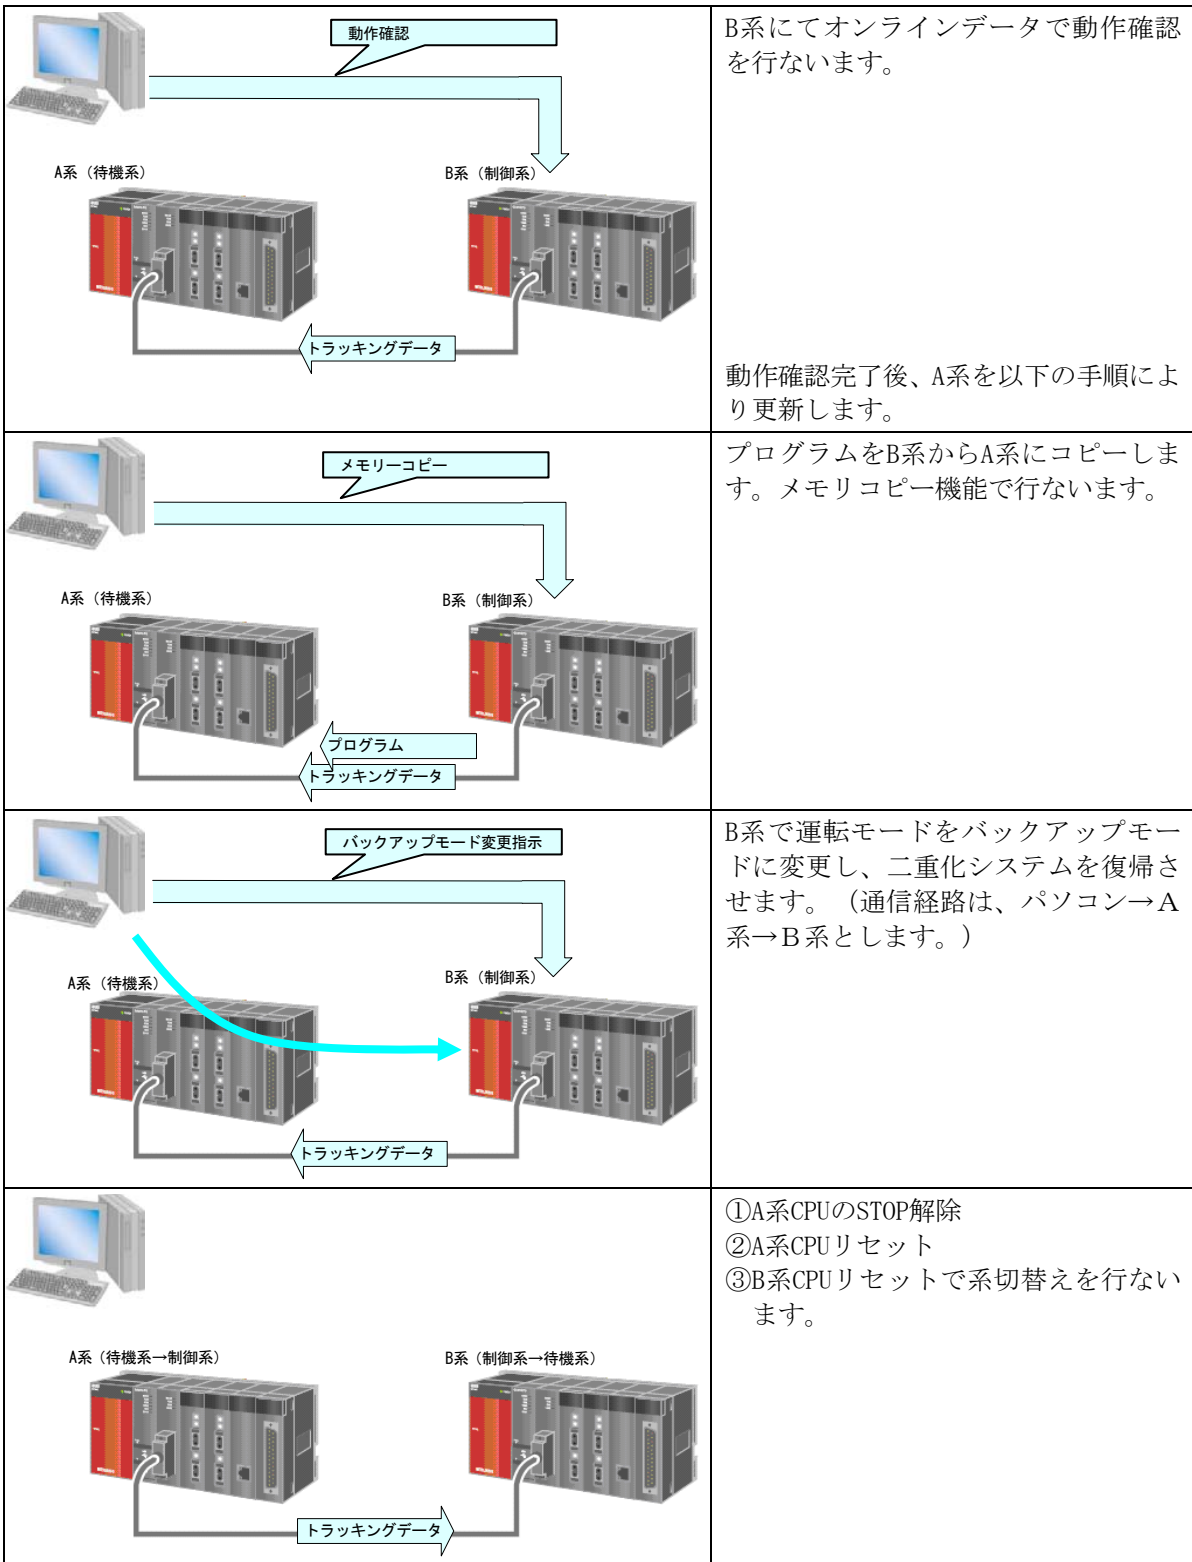 動作確認
A系（待機系）
B系（制御系）
トラッキングデータ
B系にてオンラインデータで動作確認
を行ないます。
動作確認完了後、A系を以下の手順によ
り更新します。
メモリーコピー
A系（待機系）
B系（制御系）
プログラム
トラッキングデータ
プログラムをB系からA系にコピーしま
す。メモリコピー機能で行ないます。
バックアップモード変更指示
A系（待機系）
B系（制御系）
トラッキングデータ
B系で運転モードをバックアップモー
ドに変更し、二重化システムを復帰さ
せます。（通信経路は、パソコン→Ａ
系→Ｂ系とします。）
A系（待機系→制御系）
B系（制御系→待機系）
トラッキングデータ
①A系CPUのSTOP解除
②A系CPUリセット
③B系CPUリセットで系切替えを行ない
ます。